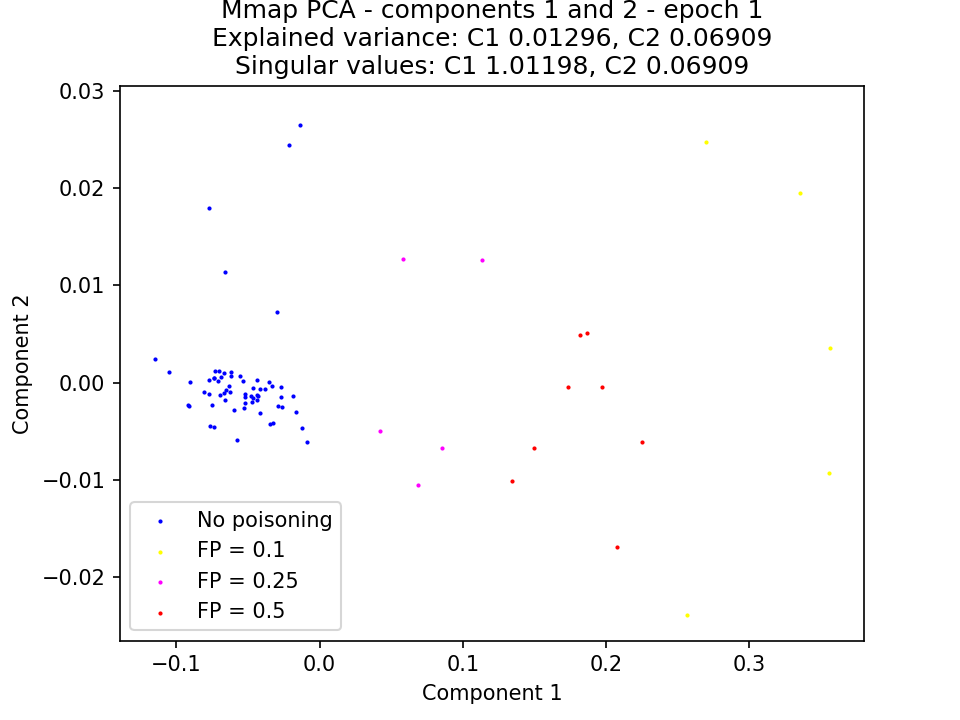 Mmap PCA - components 1 and 2 - epoch 1
Explained variance: C1 0.01296, C2 0.06909
Singular values: C1 1.01198, C2 0.06909
0.03
0.02
0.01
0.00
−0.01
−0.02
Component 2
No poisoning
FP = 0.1
FP = 0.25
FP = 0.5
−0.1
0.0
0.1
0.2
0.3
Component 1